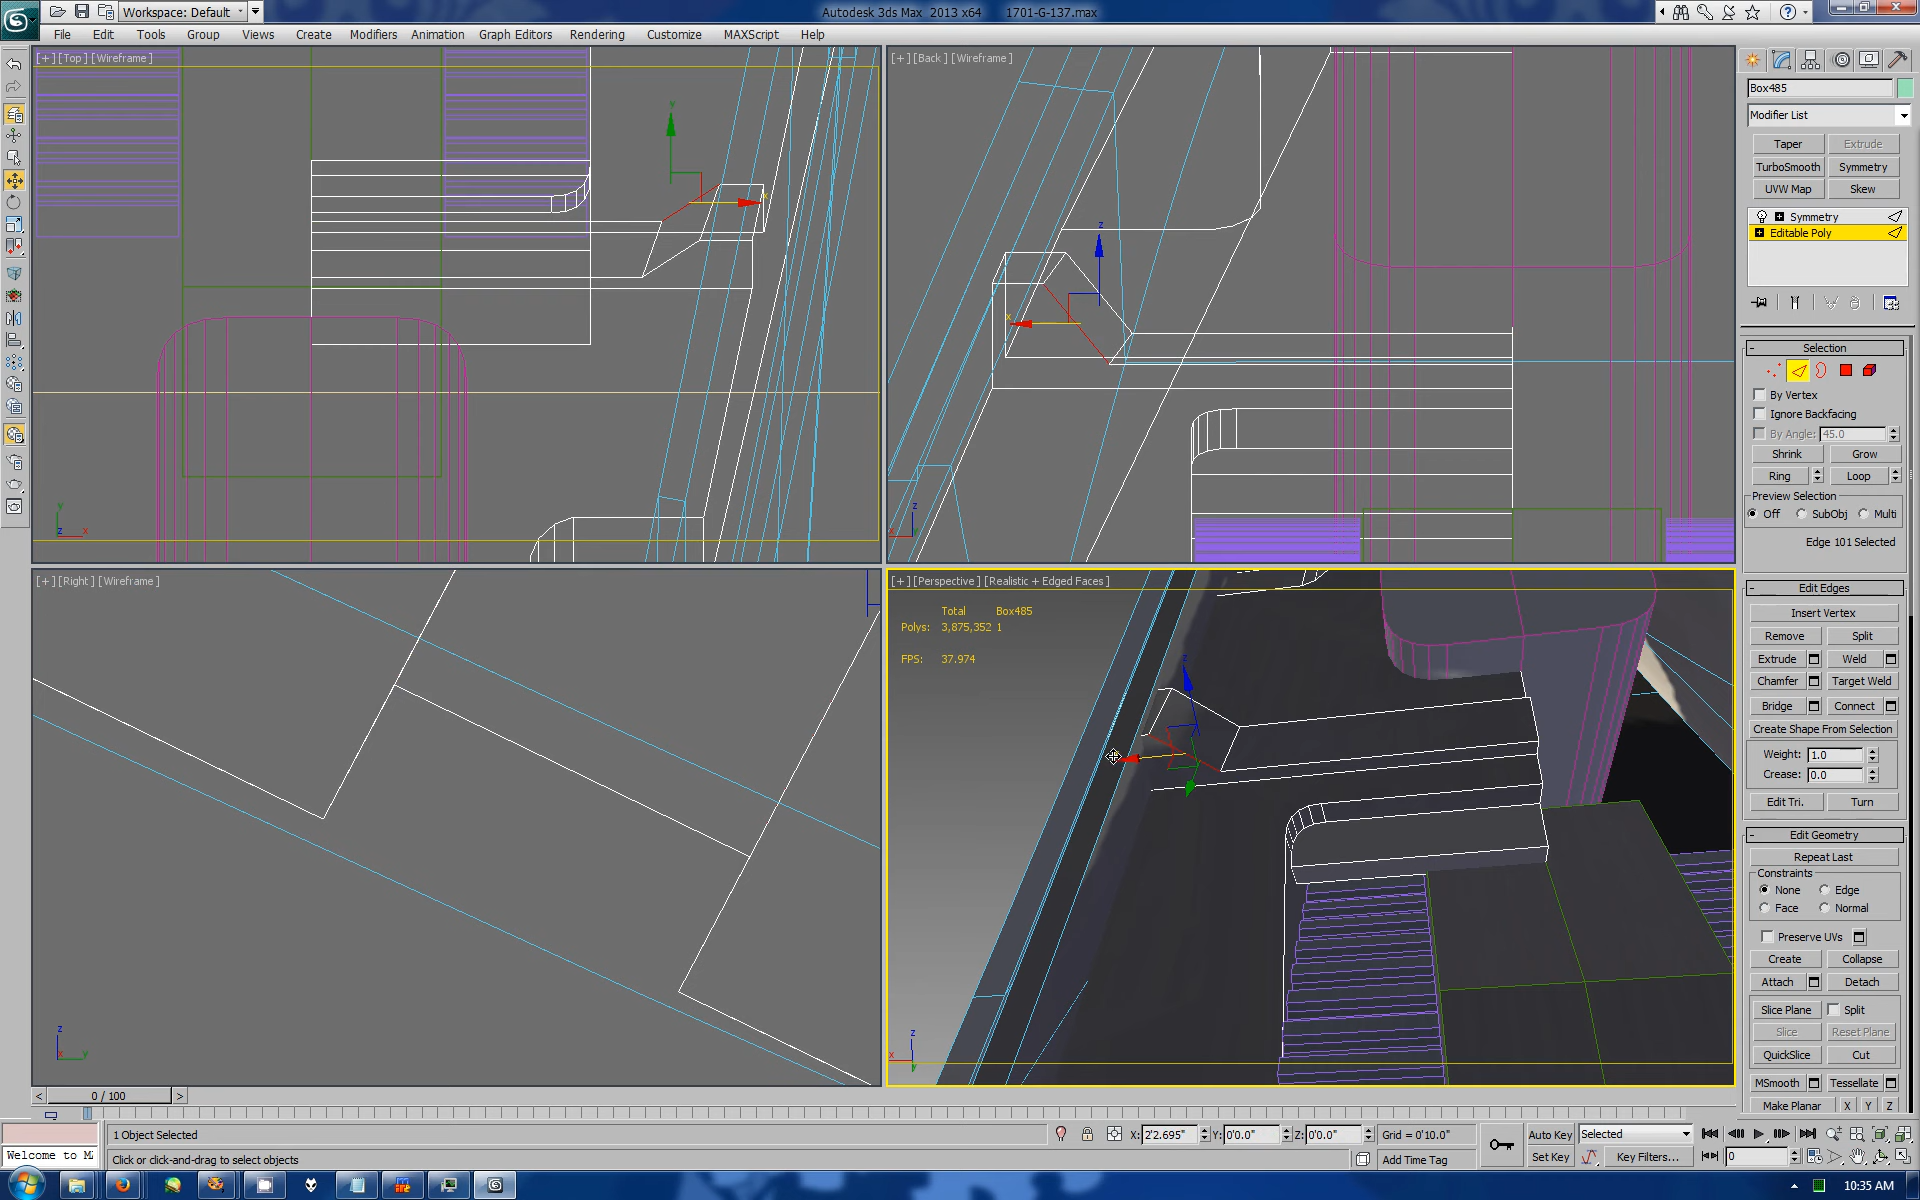 Workspace: Default
Autodesk 3ds Max 2013 x64 1701-G-137.max
File Edit Tools Group Views Create Modifiers Animation Graph Editors Rendering Customize MAXScript Help
[+] [Top] [Wireframe]
[+] [Back] [Wireframe]
Box485
Modifier List
Taper Extrude
TurboSmooth Symmetry
UVW Map Skew
Symmetry
Editable Poly
Selection
By Vertex
Ignore Backfacing
By Angle: 45.0
Shrink Grow
Ring Loop
Preview Selection
Off SubObj Multi
Edge 101 Selected
[+] [Right] [Wireframe]
[+] [Perspective] [Realistic + Edged Faces]
Total Box485
Polys: 3,875,352 1
FPS: 37.974
Edit Edges
Insert Vertex
Remove Split
Extrude Weld
Chamfer Target Weld
Bridge Connect
Create Shape From Selection
Weight: 1.0
Crease: 0.0
Edit Tri. Turn
Edit Geometry
Repeat Last
Constraints
None Edge
Face Normal
Preserve UVs
Create Collapse
Attach Detach
Slice Plane Split
Slice Reset Plane
QuickSlice Cut
MSmooth Tessellate
Make Planar X Y Z
< 0 / 100 >
1 Object Selected X: 2'2.695" Y: 0'0.0" Z: 0'0.0" Grid = 0'10.0" Auto Key Selected
Welcome to M Click or click-and-drag to select objects Add Time Tag Set Key Key Filters... 0
10:35 AM